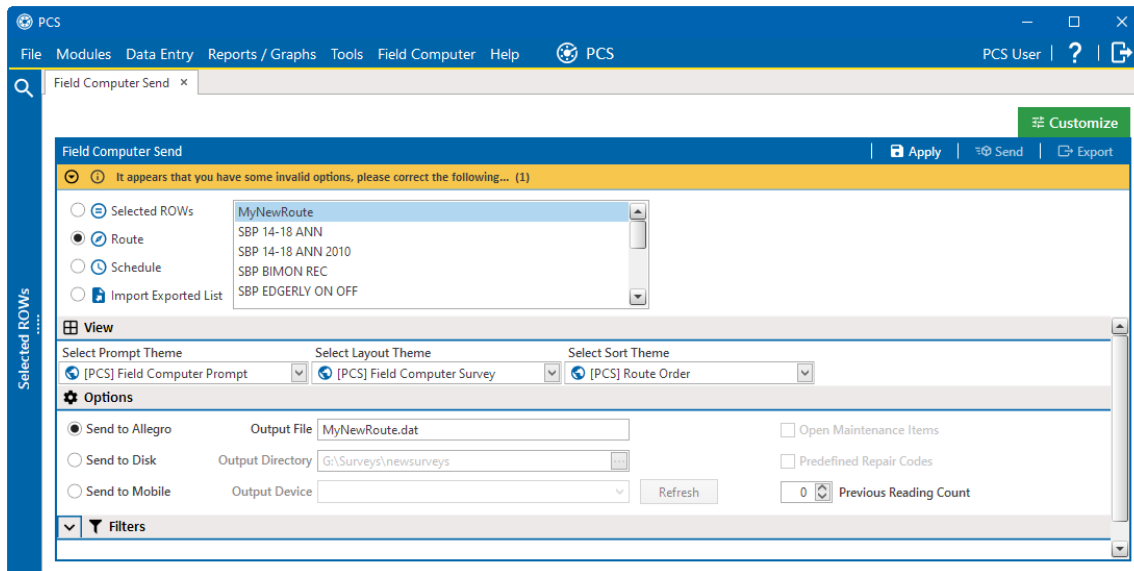 PCS
File Modules Data Entry Reports / Graphs Tools Field Computer Help PCS PCS User | ? |
Field Computer Send ×
Customize
Field Computer Send | Apply | Send | Export
It appears that you have some invalid options, please correct the following... (1)
Selected ROWs
Route
Schedule
Import Exported List
MyNewRoute
SBP 14-18 ANN
SBP 14-18 ANN 2010
SBP BIMON REC
SBP EDGERLY ON OFF
Selected ROWs
View
Select Prompt Theme Select Layout Theme Select Sort Theme
[PCS] Field Computer Prompt [PCS] Field Computer Survey [PCS] Route Order
Options
Send to Allegro Output File MyNewRoute.dat Open Maintenance Items
Send to Disk Output Directory G:\Surveys\newsurveys ... Predefined Repair Codes
Send to Mobile Output Device Refresh 0 Previous Reading Count
Filters